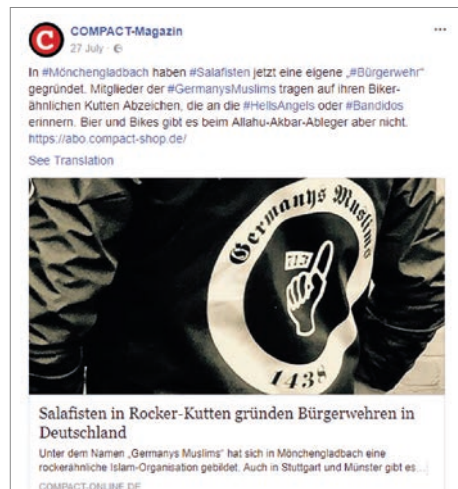 COMPACT-Magazin
27 July ·
In #Mönchengladbach haben #Salafisten jetzt eine eigene „#Bürgerwehr“
gegründet. Mitglieder der #GermanysMuslims tragen auf ihren Biker-
ähnlichen Kutten Abzeichen, die an die #HellsAngels oder #Bandidos
erinnern. Bier und Bikes gibt es beim Allahu-Akbar-Ableger aber nicht.
https://abo.compact-shop.de/
See Translation
Germanys Muslims
713
1438
Salafisten in Rocker-Kutten gründen Bürgerwehren in
Deutschland
Unter dem Namen „Germanys Muslims“ hat sich in Mönchengladbach eine
rockerähnliche Islam-Organisation gebildet. Auch in Stuttgart und Münster gibt es...
COMPACT-ONLINE.DE